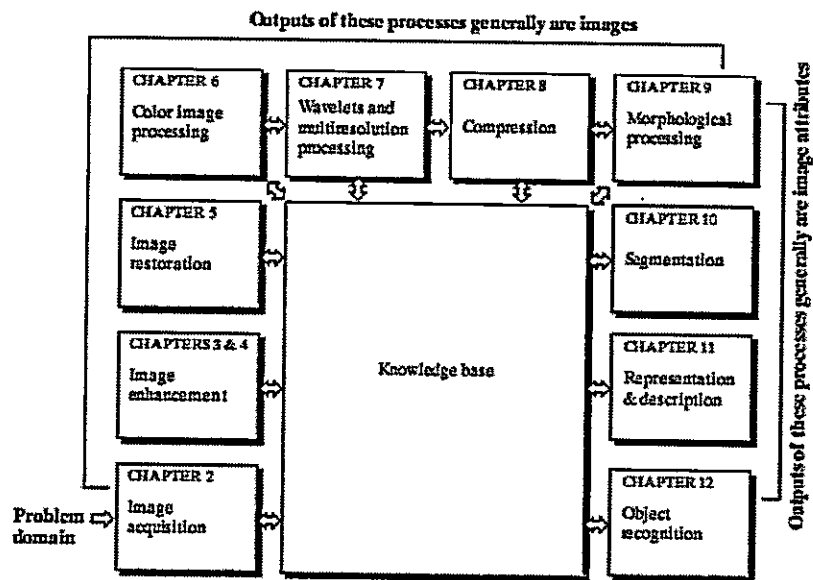 Outputs of these processes generally are images
CHAPTER 6
Color image
processing
CHAPTER 7
Wavelets and
multiresolution
processing
CHAPTER 8
Compression
CHAPTER 9
Morphological
processing
CHAPTER 5
Image
restoration
CHAPTER 10
Segmentation
CHAPTERS 3 & 4
Image
enhancement
Knowledge base
CHAPTER 11
Representation
& description
CHAPTER 2
Image
acquisition
CHAPTER 12
Object
recognition
Problem
domain
Outputs of these processes generally are image attributes